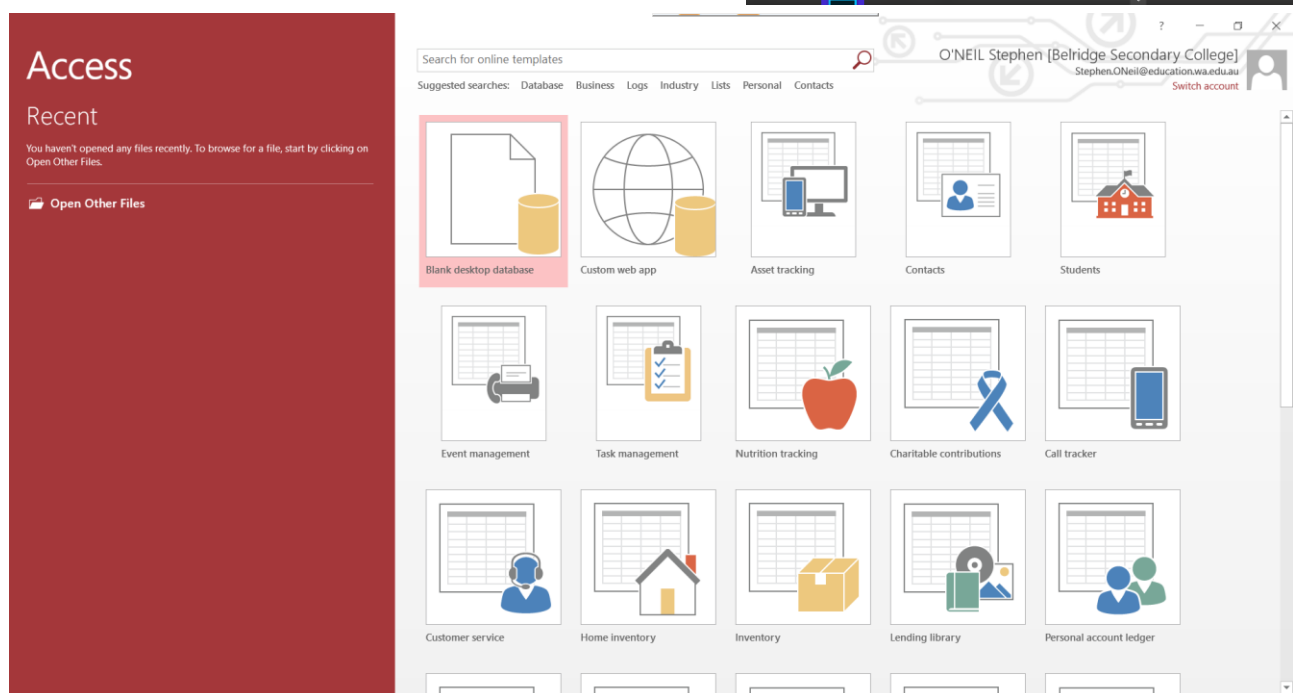 ?
Access
Search for online templates
O'NEIL Stephen [Belridge Secondary College]
Stephen.ONeil@education.wa.edu.au
Switch account
Suggested searches: Database Business Logs Industry Lists Personal Contacts
Recent
You haven't opened any files recently. To browse for a file, start by clicking on
Open Other Files.
Open Other Files
Blank desktop database
Custom web app
Asset tracking
Contacts
Students
Event management
Task management
Nutrition tracking
Charitable contributions
Call tracker
Customer service
Home inventory
Inventory
Lending library
Personal account ledger